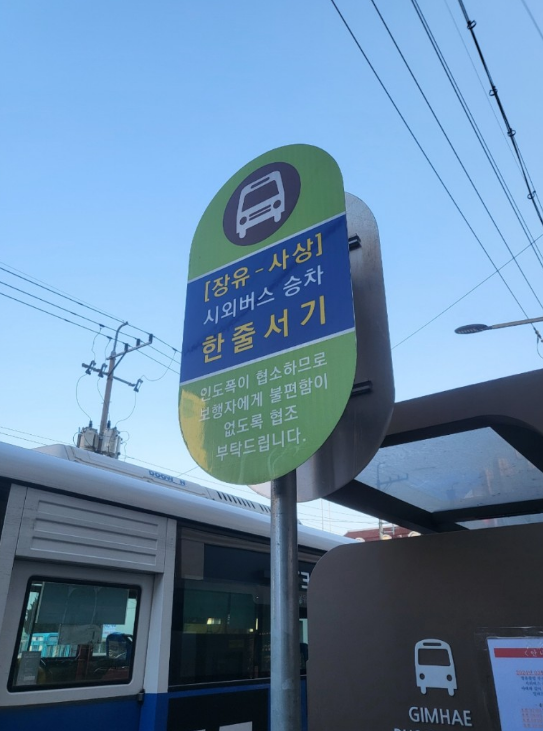 [장유-사상]
시외버스 승차
한 줄 서 기
인도폭이 협소하므로
보행자에게 불편함이
없도록 협조
부탁드립니다.
GIMHAE